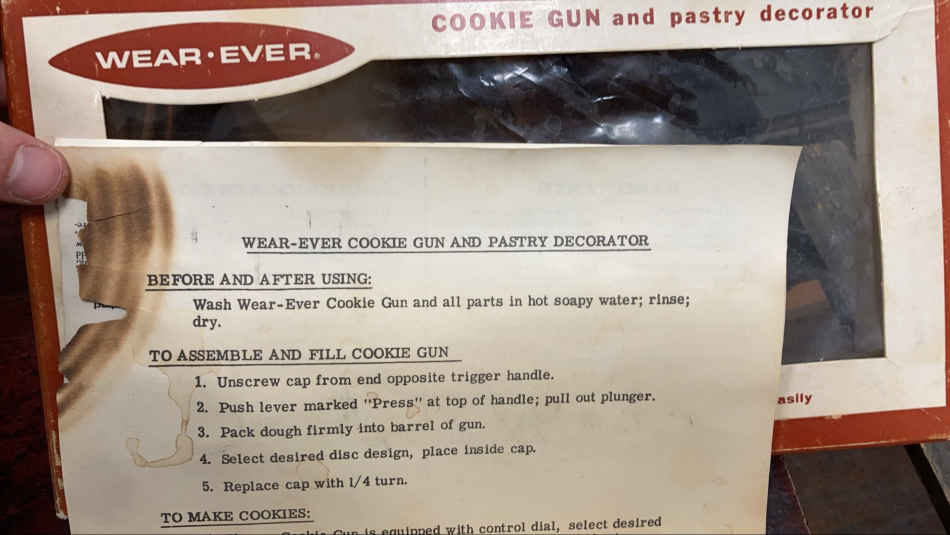 COOKIE GUN and pastry decorator
WEAR·EVER®
WEAR-EVER COOKIE GUN AND PASTRY DECORATOR
BEFORE AND AFTER USING:
Wash Wear-Ever Cookie Gun and all parts in hot soapy water; rinse;
dry.
TO ASSEMBLE AND FILL COOKIE GUN
1. Unscrew cap from end opposite trigger handle.
2. Push lever marked "Press" at top of handle; pull out plunger.
3. Pack dough firmly into barrel of gun.
asily
4. Select desired disc design, place inside cap.
5. Replace cap with 1/4 turn.
TO MAKE COOKIES:
Cookie Gun is equipped with control dial, select desired